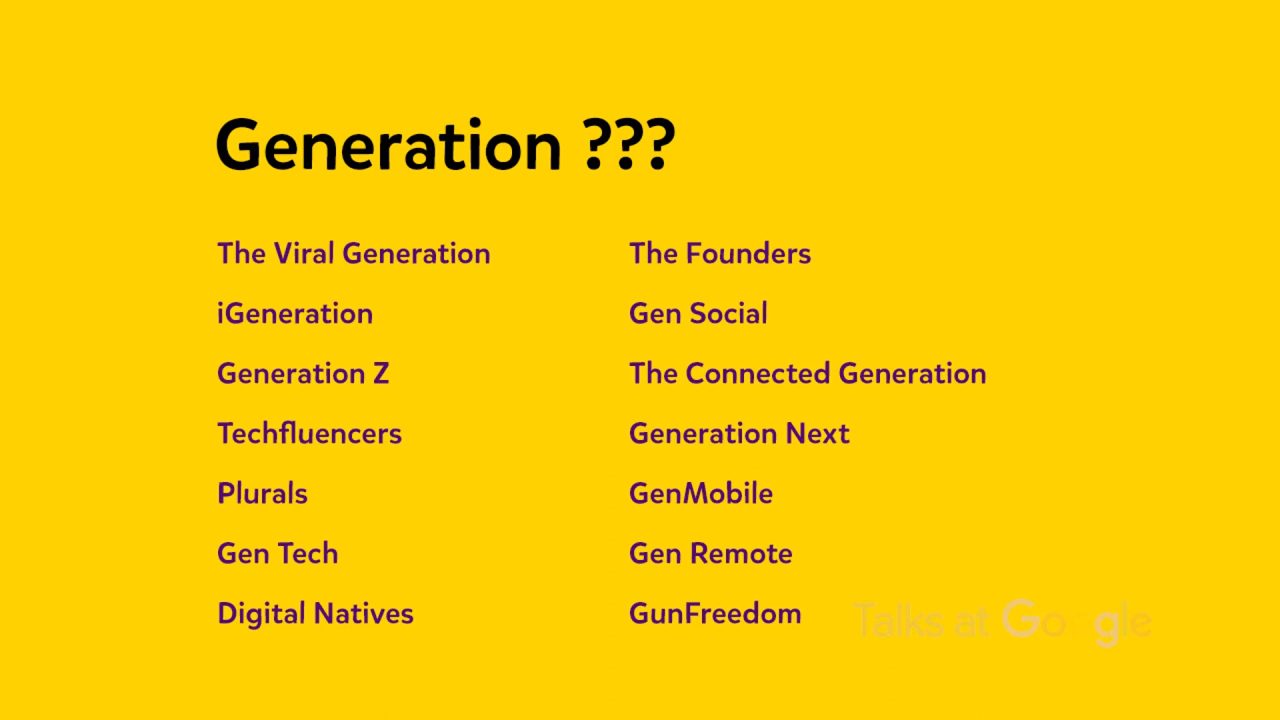 Generation ???
The Viral Generation
iGeneration
Generation Z
Techfluencers
Plurals
Gen Tech
Digital Natives
The Founders
Gen Social
The Connected Generation
Generation Next
GenMobile
Gen Remote
GunFreedom
Talks at Google